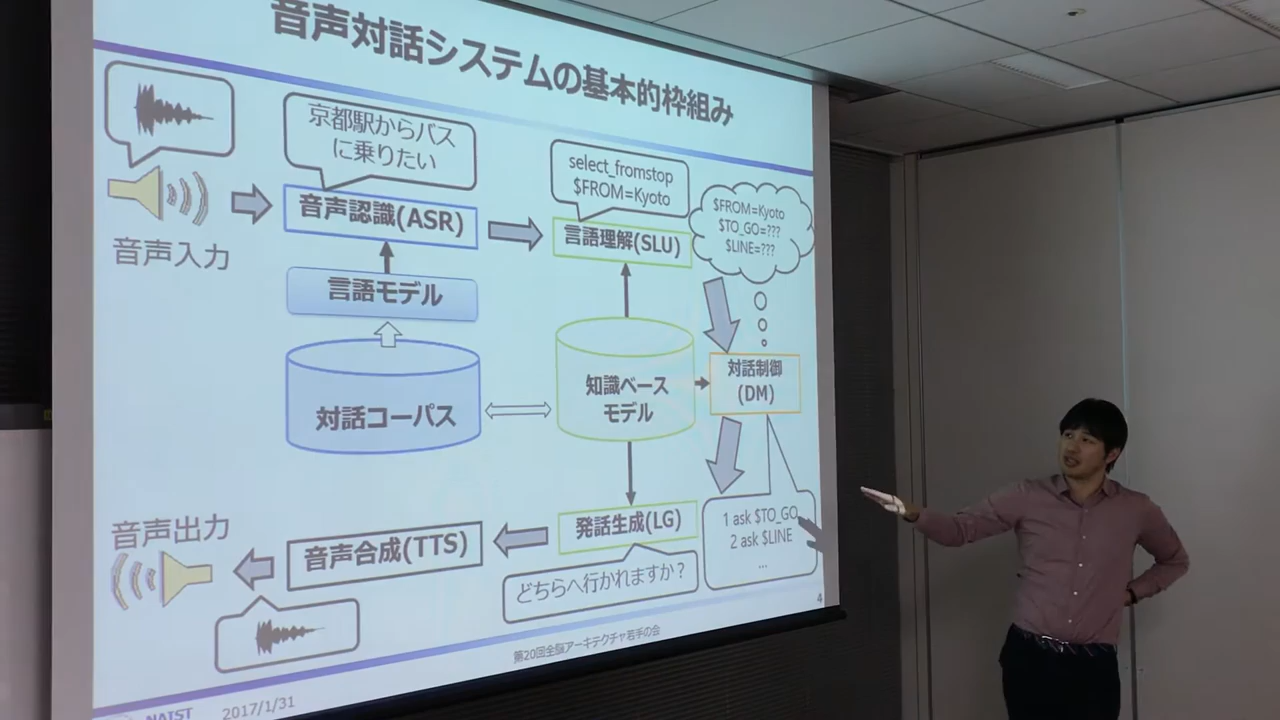 音声対話システムの基本的枠組み
京都駅からバス
に乗りたい
select_fromstop
$FROM=Kyoto
$FROM=Kyoto
$TO_GO=???
$LINE=???
音声入力
音声認識(ASR)
言語理解(SLU)
言語モデル
対話コーパス
知識ベース
モデル
対話制御
(DM)
1 ask $TO_GO
2 ask $LINE
...
発話生成(LG)
どちらへ行かれますか？
音声合成(TTS)
音声出力
4
第20回全脳アーキテクチャ若手の会
NAIST
2017/1/31